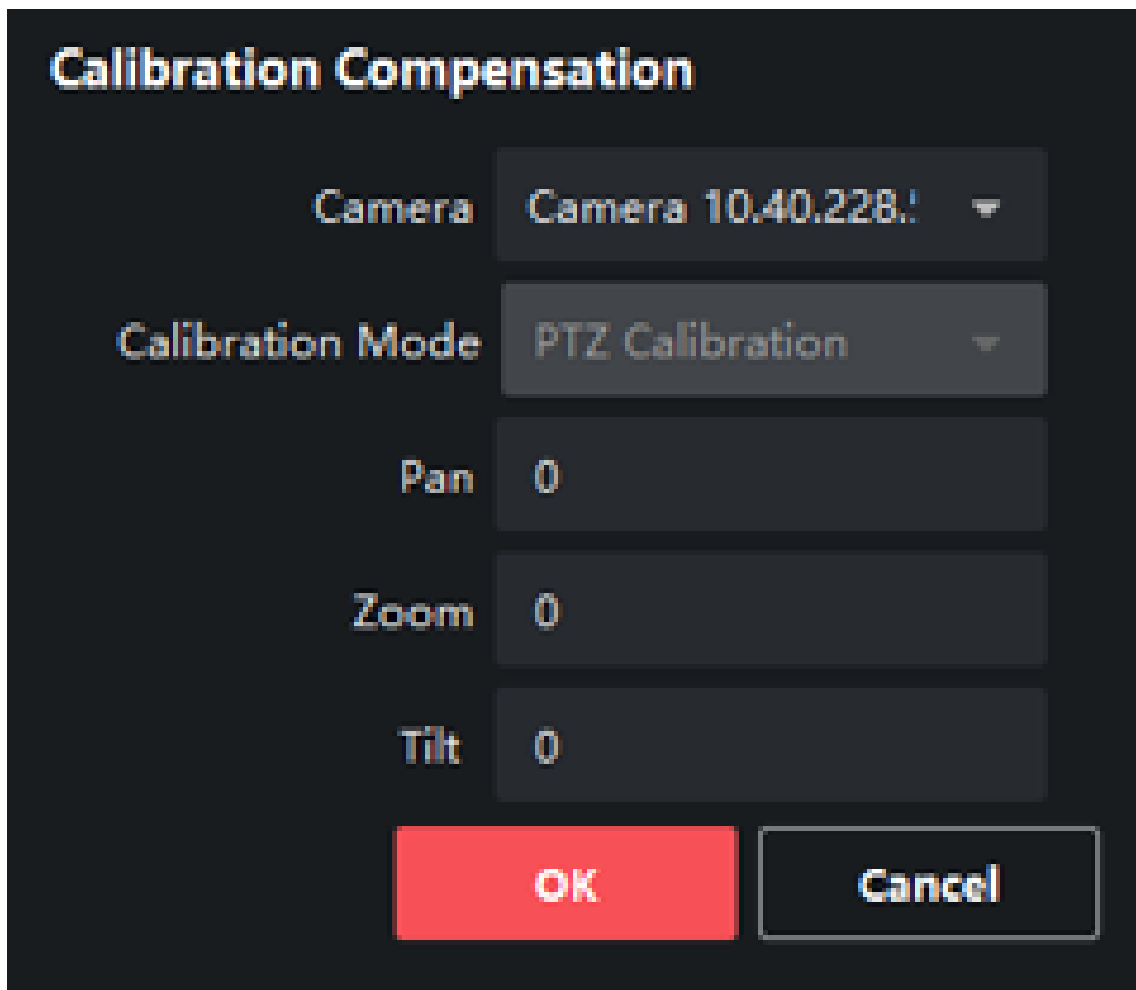 Calibration Compensation
Camera Camera 10.40.228.
Calibration Mode PTZ Calibration
Pan 0
Zoom 0
Tilt 0
OK Cancel